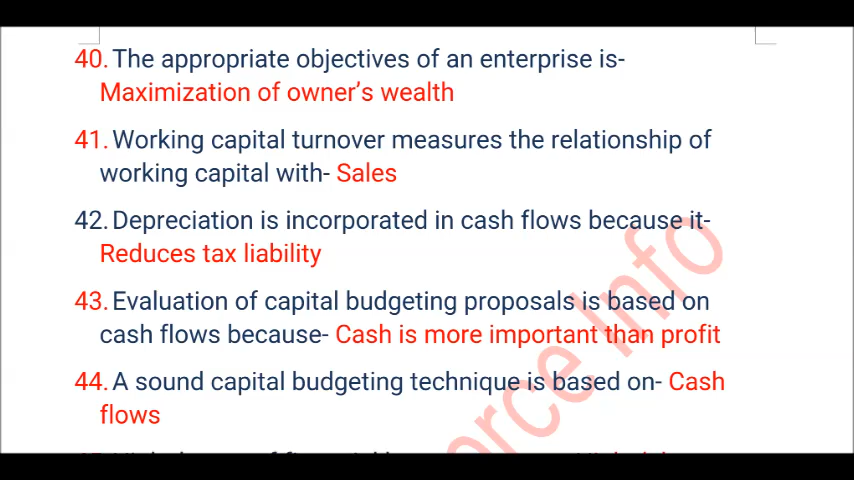 40. The appropriate objectives of an enterprise is-
Maximization of owner's wealth
41. Working capital turnover measures the relationship of
working capital with- Sales
42. Depreciation is incorporated in cash flows because it-
Reduces tax liability
43. Evaluation of capital budgeting proposals is based on
cash flows because- Cash is more important than profit
44. A sound capital budgeting technique is based on- Cash
flows
Info